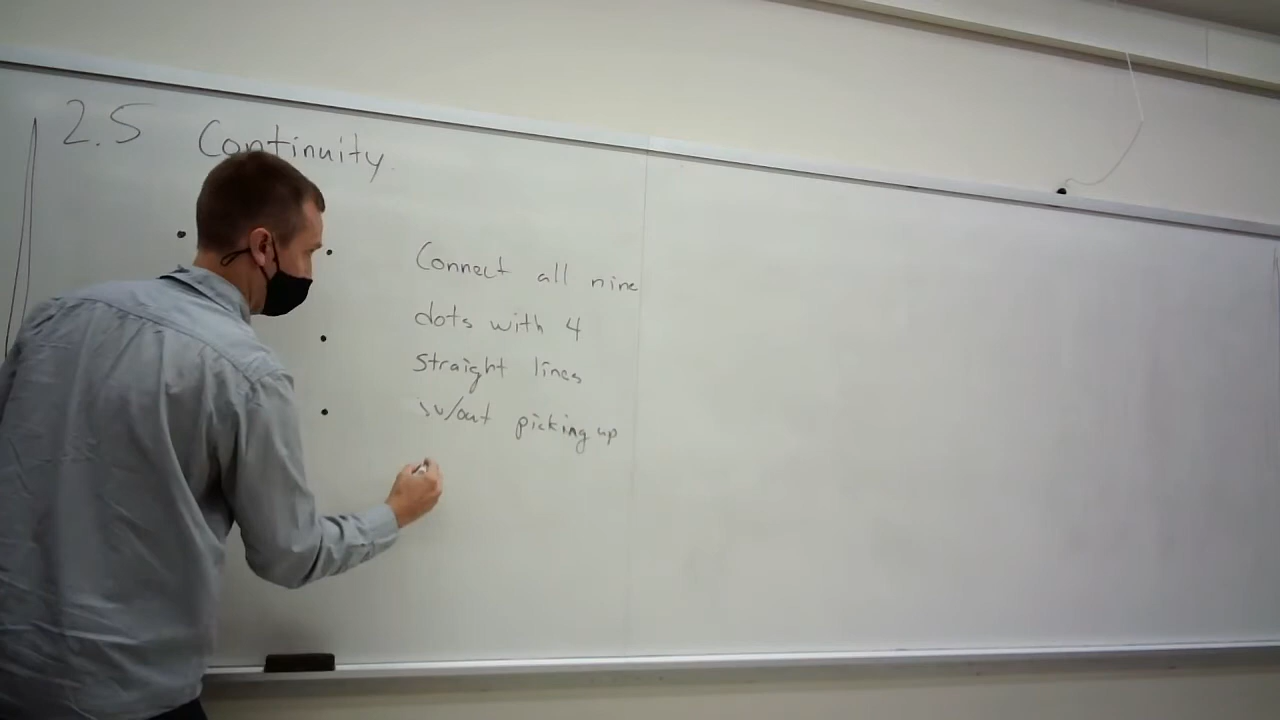 2.5 Continuity.
Connect all nine
dots with 4
straight lines
w/out picking up